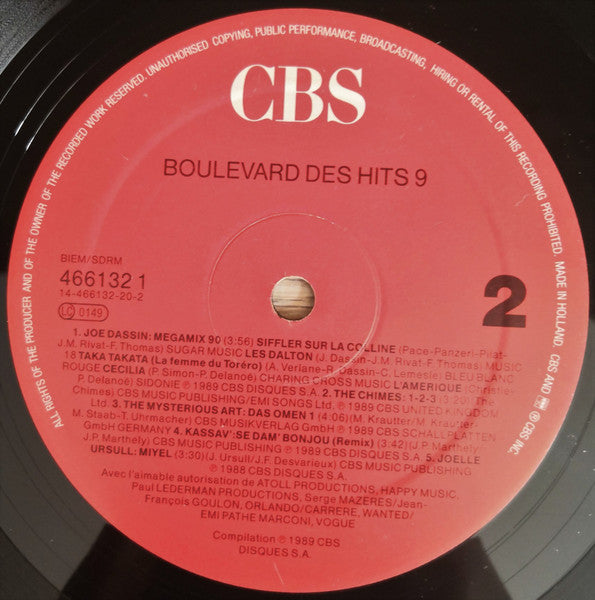 ALL RIGHTS OF THE PRODUCER AND OF THE OWNER OF THE RECORDED WORK RESERVED. UNAUTHORISED COPYING, PUBLIC PERFORMANCE, BROADCASTING, HIRING OR RENTAL OF THIS RECORDING PROHIBITED. MADE IN HOLLAND. CBS AND ℗ CBS INC.
CBS
BOULEVARD DES HITS 9
BIEM/SDRM
466132 1
14-466132-20-2
LC 0149
2
1. JOE DASSIN: MEGAMIX 90 (3:56) SIFFLER SUR LA COLLINE (Pace-Panzeri-Pilat-
J.M. Rivat-F. Thomas) SUGAR MUSIC LES DALTON (J. Dassin-J.M. Rivat-F. Thomas) MUSIC
18 TAKA TAKATA (La femme du Toréro) (A. Verlane-R. Dassin-C. Lemesle) BLEU BLANC
ROUGE CECILIA (P. Simon-P. Delanoé) CHARING CROSS MUSIC L'AMERIQUE (Christie-
P. Delanoë) SIDONIE ℗ 1989 CBS DISQUES S.A. 2. THE CHIMES: 1-2-3 (3:20) (The
Chimes) CBS MUSIC PUBLISHING/EMI SONGS Ltd. ℗ 1989 CBS UNITED KINGDOM
Ltd. 3. THE MYSTERIOUS ART: DAS OMEN 1 (4:06) (M. Krautter/M. Krautter-
M. Staab-T. Uhrmacher) CBS MUSIKVERLAG GmbH ℗ 1989 CBS SCHALLPLATTEN
GmbH GERMANY 4. KASSAV': SE DAM' BONJOU (Remix) (3:42) (J.P. Marthely-
J.P. Marthély) CBS MUSIC PUBLISHING ℗ 1989 CBS DISQUES S.A. 5. JOELLE
URSULL: MIYEL (3:30) (J. Ursull/J.F. Desvarieux) CBS MUSIC PUBLISHING
℗ 1988 CBS DISQUES S.A.
Avec l'aimable autorisation de ATOLL PRODUCTIONS, HAPPY MUSIC,
Paul LEDERMAN PRODUCTIONS, Serge MAZERES/Jean-
François GOULON, ORLANDO/CARRERE, WANTED/
EMI PATHE MARCONI, VOGUE
Compilation ℗ 1989 CBS
DISQUES S.A.